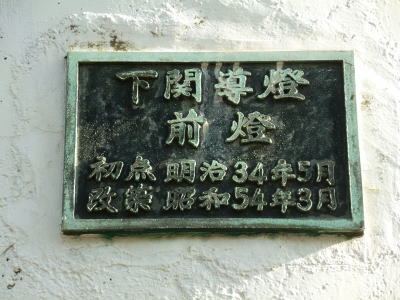 下関導燈
前燈
初点 明治34年5月
改築 昭和54年3月